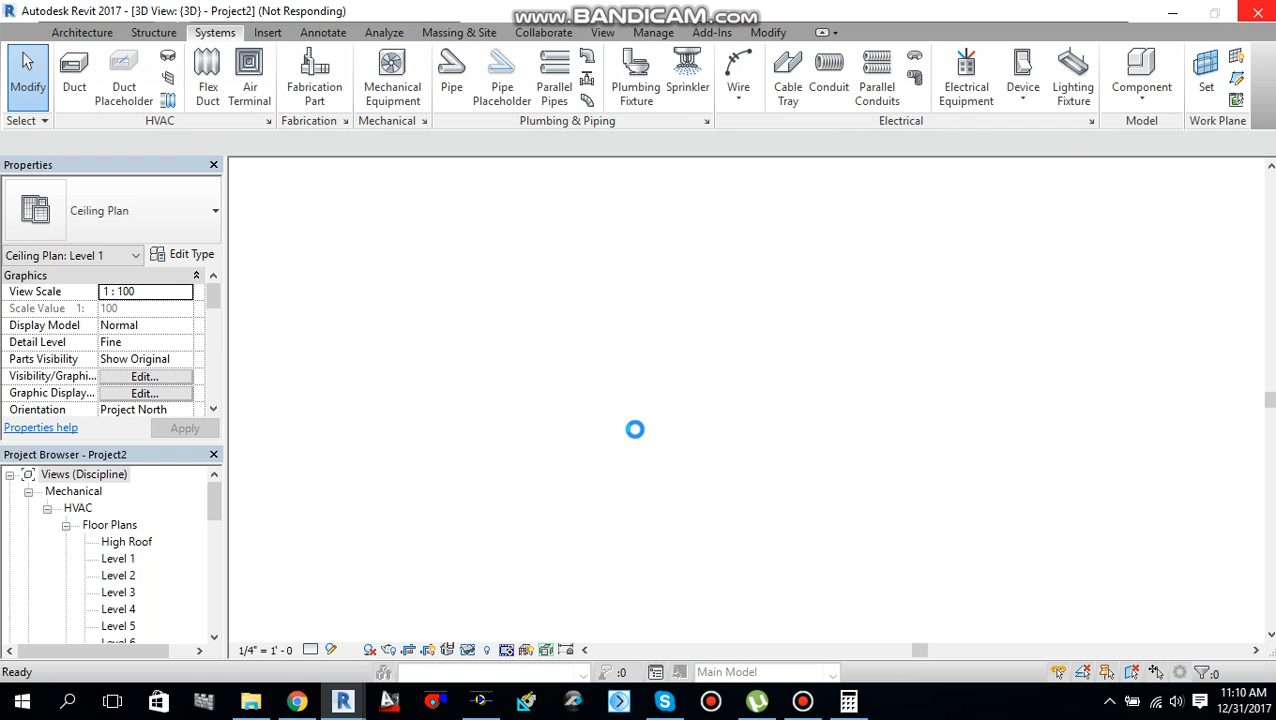 Autodesk Revit 2017 - [3D View: {3D} - Project2] (Not Responding)
www.BANDICAM.com
Architecture Structure Systems Insert Annotate Analyze Massing & Site Collaborate View Manage Add-Ins Modify
Modify Duct Duct Placeholder Flex Duct Air Terminal Fabrication Part Mechanical Equipment Pipe Pipe Placeholder Parallel Pipes Plumbing Fixture Sprinkler Wire Cable Tray Conduit Parallel Conduits Electrical Equipment Device Lighting Fixture Component Set
Select HVAC Fabrication Mechanical Plumbing & Piping Electrical Model Work Plane
Properties
Ceiling Plan
Ceiling Plan: Level 1 Edit Type
Graphics
View Scale 1 : 100
Scale Value 1: 100
Display Model Normal
Detail Level Fine
Parts Visibility Show Original
Visibility/Graphi... Edit...
Graphic Display... Edit...
Orientation Project North
Properties help Apply
Project Browser - Project2
Views (Discipline)
Mechanical
HVAC
Floor Plans
High Roof
Level 1
Level 2
Level 3
Level 4
Level 5
Level 6
1/4" = 1' - 0
Ready :0 Main Model :0
11:10 AM
12/31/2017